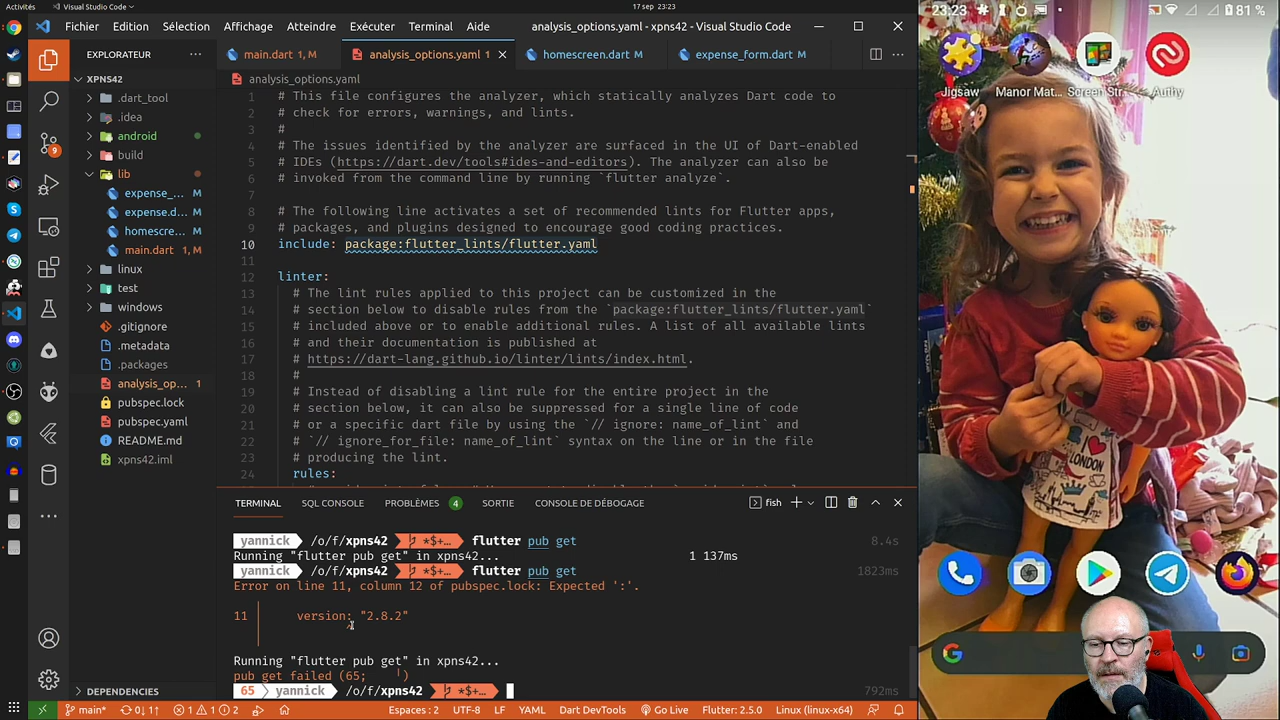 Activités
Visual Studio Code
17 sep 23:23
Fichier Édition Sélection Affichage Atteindre Exécuter Terminal Aide
analysis_options.yaml - xpns42 - Visual Studio Code
EXPLORATEUR
main.dart 1, M
analysis_options.yaml 1
homescreen.dart M
expense_form.dart M
XPNS42
.dart_tool
.idea
android
build
lib
expense_... M
expense.d... M
homescre... M
main.dart 1, M
linux
test
windows
.gitignore
.metadata
.packages
analysis_op... 1
pubspec.lock
pubspec.yaml
README.md
xpns42.iml
DÉPENDENCES
analysis_options.yaml
1 # This file configures the analyzer, which statically analyzes Dart code to
2 # check for errors, warnings, and lints.
3 #
4 # The issues identified by the analyzer are surfaced in the UI of Dart-enabled
5 # IDEs (https://dart.dev/tools#ides-and-editors). The analyzer can also be
6 # invoked from the command line by running `flutter analyze`.
7
8 # The following line activates a set of recommended lints for Flutter apps,
9 # packages, and plugins designed to encourage good coding practices.
10 include: package:flutter_lints/flutter.yaml
11
12 linter:
13 # The lint rules applied to this project can be customized in the
14 # section below to disable rules from the `package:flutter_lints/flutter.yaml`
15 # included above or to enable additional rules. A list of all available lints
16 # and their documentation is published at
17 # https://dart-lang.github.io/linter/lints/index.html.
18 #
19 # Instead of disabling a lint rule for the entire project in the
20 # section below, it can also be suppressed for a single line of code
21 # or a specific dart file by using the `// ignore: name_of_lint` and
22 # `// ignore_for_file: name_of_lint` syntax on the line or in the file
23 # producing the lint.
24 rules:
TERMINAL SQL CONSOLE PROBLÈMES 4 SORTIE CONSOLE DE DÉBOGAGE
fish
yannick /o/f/xpns42 *$+... flutter pub get 8.4s
Running "flutter pub get" in xpns42... 1 137ms
yannick /o/f/xpns42 *$+... flutter pub get 1823ms
Error on line 11, column 12 of pubspec.lock: Expected ':'.
11 version: "2.8.2"
^
Running "flutter pub get" in xpns42...
pub get failed (65; ')
65 yannick /o/f/xpns42 *$+... 792ms
9
main* 0↓ 1↑ 1 1 2
Espaces : 2 UTF-8 LF YAML Dart DevTools Go Live Flutter: 2.5.0 Linux (linux-x64)
23:23
81 %
Jigsaw
Manor Mat...
Screen Str...
Authy
I
LONDON